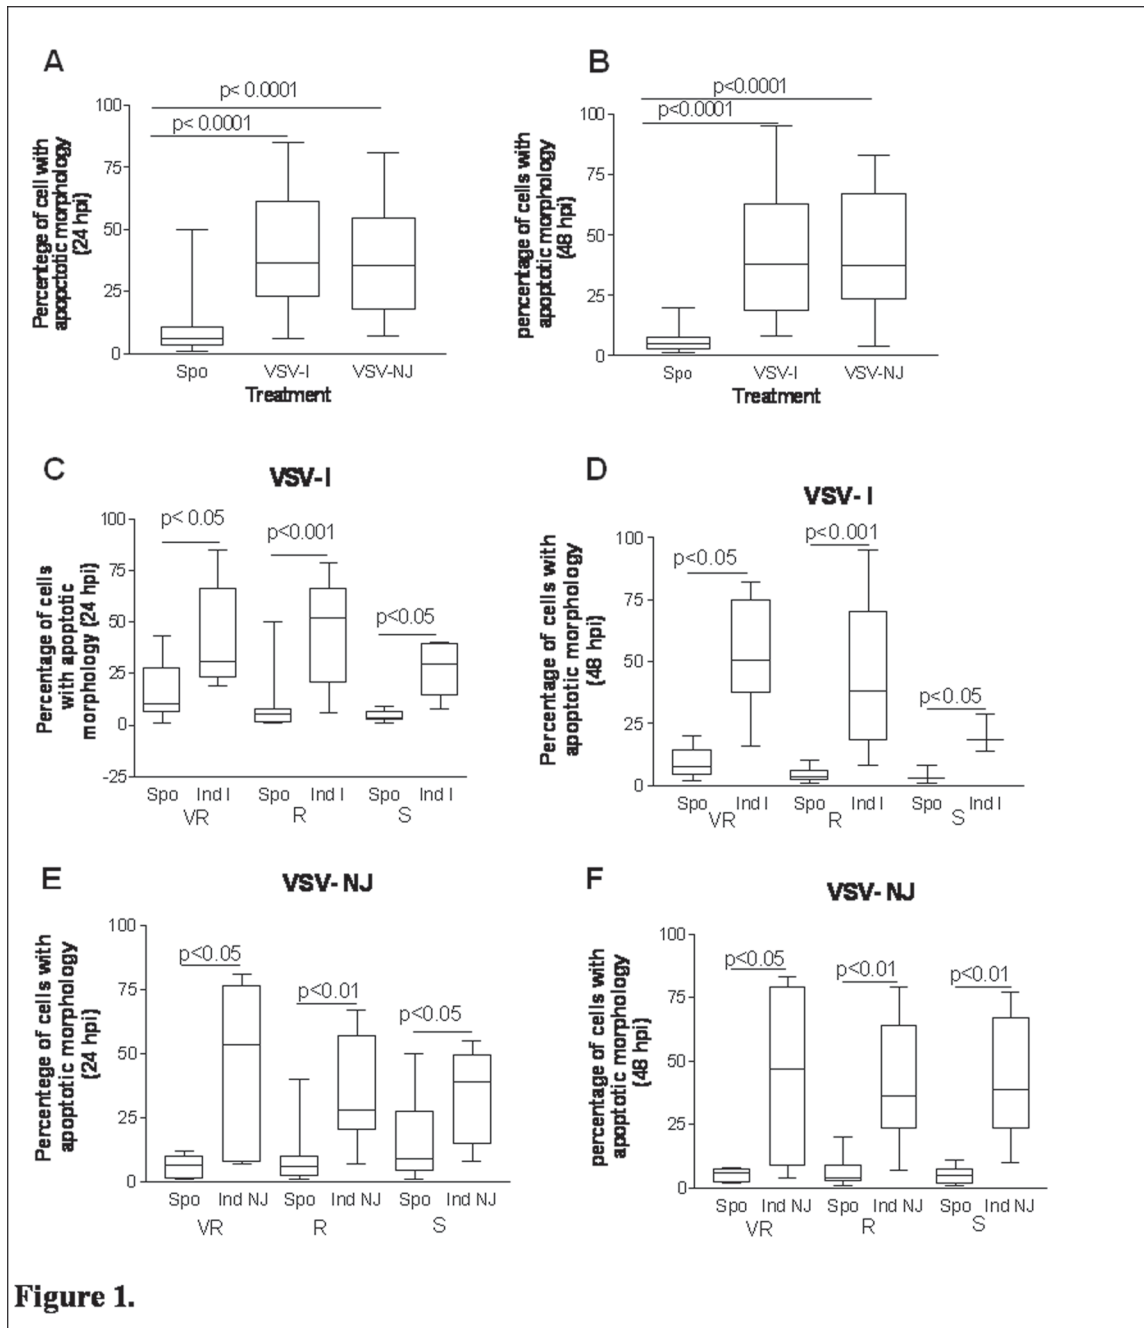 A
p< 0.0001
p< 0.0001
Percentege of cell with
apopctotic morphology
(24 hpi)
100
75
50
25
0
Spo VSV-I VSV-NJ
Treatment
B
p<0.0001
p<0.0001
percentage of cells with
apoptotic morphology
(48 hpi)
100
75
50
25
0
Spo VSV-I VSV-NJ
Treatment
C
VSV-I
p< 0.05
p<0.001
p<0.05
Percentage of cells
with apoptotic
morphology (24 hpi)
100
75
50
25
0
-25
Spo Ind I Spo Ind I Spo Ind I
VR R S
D
VSV- I
p<0.05
p<0.001
p<0.05
Percentage of cells with
apoptotic morphology
(48 hpi)
100
75
50
25
0
Spo Ind I Spo Ind I Spo Ind I
VR R S
E
VSV- NJ
p<0.05
p<0.01
p<0.05
Percentege of cells with
apoptotic morphology
(24 hpi)
100
75
50
25
0
Spo Ind NJ Spo Ind NJ Spo Ind NJ
VR R S
F
VSV- NJ
p<0.05
p<0.01
p<0.01
percentage of cells with
apoptotic morphology
(48 hpi)
100
75
50
25
0
Spo Ind NJ Spo Ind NJ Spo Ind NJ
VR R S
Figure 1.